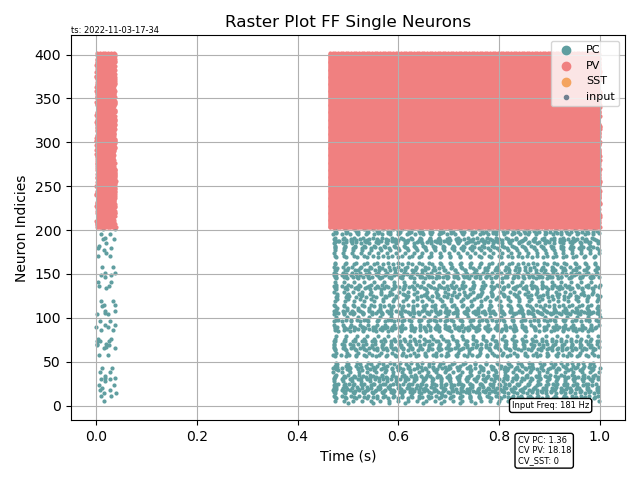 Raster Plot FF Single Neurons
ts: 2022-11-03-17-34
PC
PV
SST
input
400
350
300
250
200
150
100
50
0
Neuron Indicies
Input Freq: 181 Hz
0.0 0.2 0.4 0.6 0.8 1.0
Time (s)
CV PC: 1.36
CV PV: 18.18
CV_SST: 0